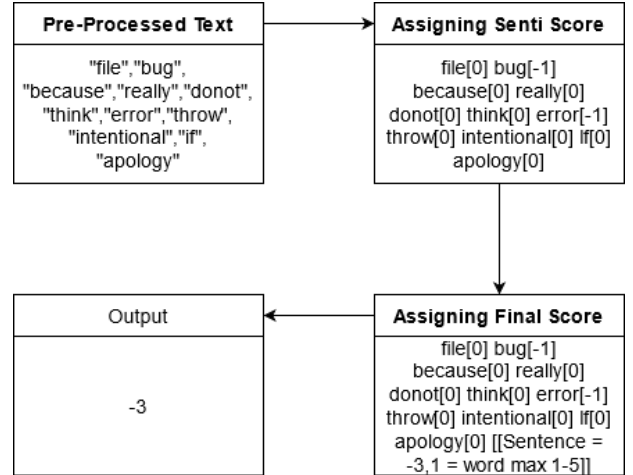 Pre-Processed Text
"file","bug",
"because","really","donot",
"think","error","throw",
"intentional","if",
"apology"
Assigning Senti Score
file[0] bug[-1]
because[0] really[0]
donot[0] think[0] error[-1]
throw[0] intentional[0] If[0]
apology[0]
Assigning Final Score
file[0] bug[-1]
because[0] really[0]
donot[0] think[0] error[-1]
throw[0] intentional[0] If[0]
apology[0] [[Sentence =
-3,1 = word max 1-5]]
Output
-3